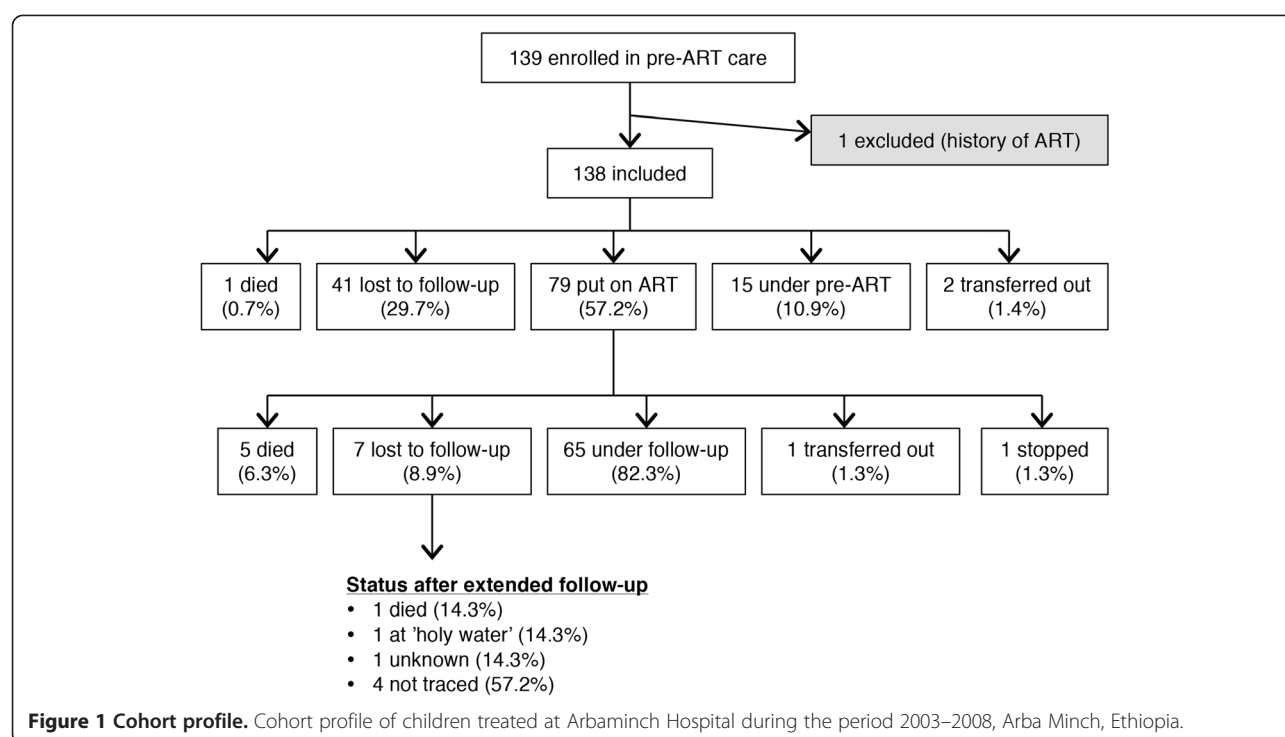 139 enrolled in pre-ART care
1 excluded (history of ART)
138 included
1 died
(0.7%)
41 lost to follow-up
(29.7%)
79 put on ART
(57.2%)
15 under pre-ART
(10.9%)
2 transferred out
(1.4%)
5 died
(6.3%)
7 lost to follow-up
(8.9%)
65 under follow-up
(82.3%)
1 transferred out
(1.3%)
1 stopped
(1.3%)
Status after extended follow-up
• 1 died (14.3%)
• 1 at 'holy water' (14.3%)
• 1 unknown (14.3%)
• 4 not traced (57.2%)
Figure 1 Cohort profile. Cohort profile of children treated at Arbaminch Hospital during the period 2003–2008, Arba Minch, Ethiopia.